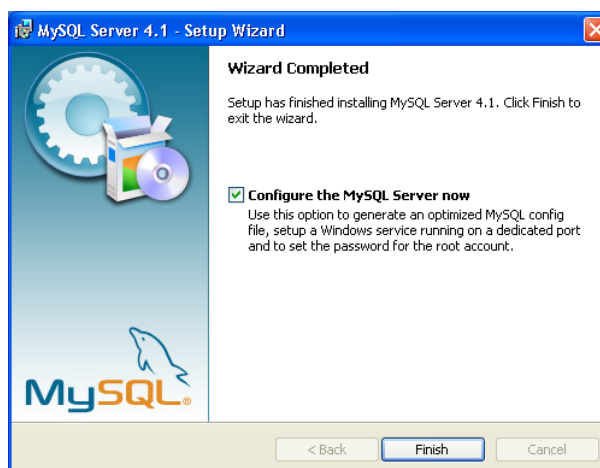 MySQL Server 4.1 - Setup Wizard
Wizard Completed
Setup has finished installing MySQL Server 4.1. Click Finish to
exit the wizard.
Configure the MySQL Server now
Use this option to generate an optimized MySQL config
file, setup a Windows service running on a dedicated port
and to set the password for the root account.
MySQL®
< Back
Finish
Cancel